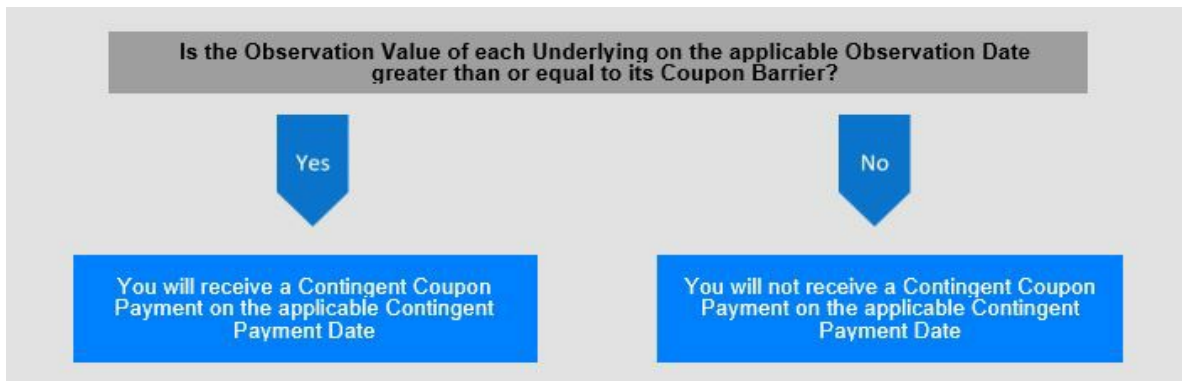 Is the Observation Value of each Underlying on the applicable Observation Date
greater than or equal to its Coupon Barrier?
Yes
No
You will receive a Contingent Coupon
Payment on the applicable Contingent
Payment Date
You will not receive a Contingent Coupon
Payment on the applicable Contingent
Payment Date